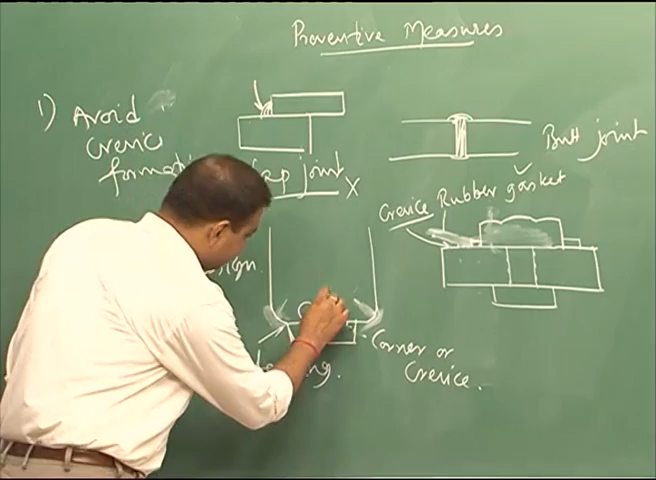 Preventive Measures
1) Avoid
crevice
formation
Lap joint X
Butt joint
Rubber gasket
Crevice
Corner or
Crevice.